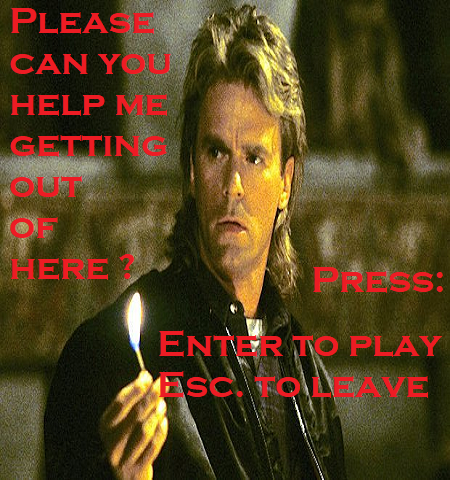 Please
can you
help me
getting
out
of
here ?
Press:
Enter to play
Esc. to leave